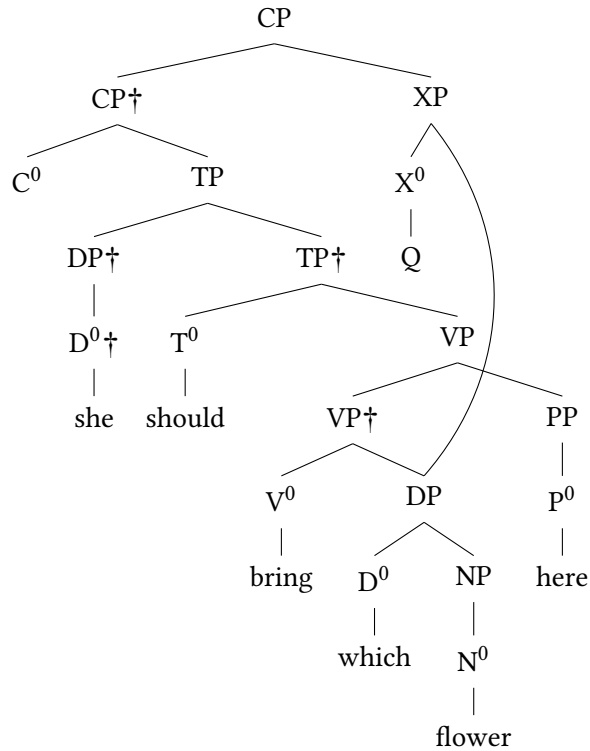 CP
CP† XP
C⁰ TP X⁰
DP† TP† Q
D⁰† T⁰ VP
she should VP† PP
V⁰ DP P⁰
bring D⁰ NP here
which N⁰
flower